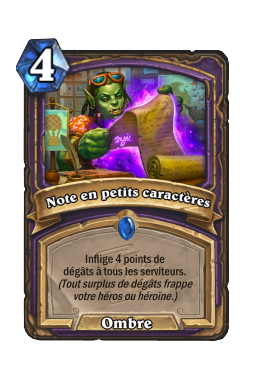 4
Note en petits caractères
Inflige 4 points de
dégâts à tous les serviteurs.
(Tout surplus de dégâts frappe
votre héros ou héroïne.)
Ombre